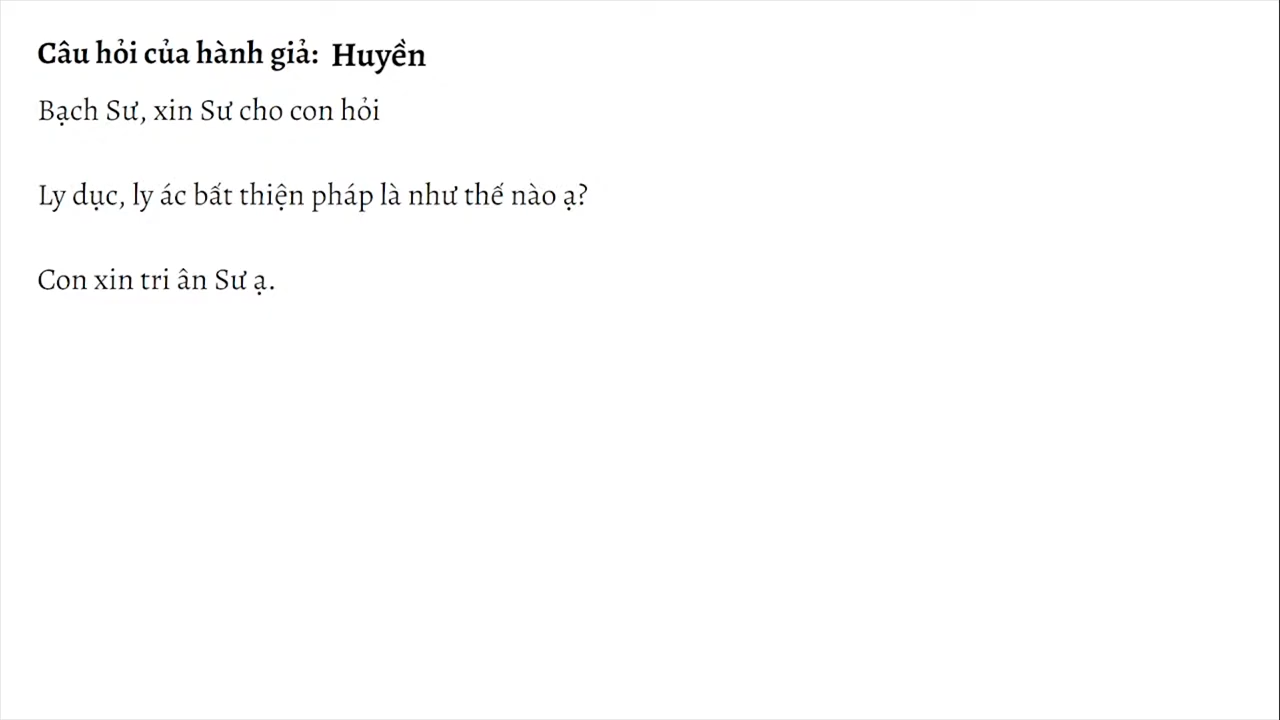 Câu hỏi của hành giả: Huyền
Bạch Sư, xin Sư cho con hỏi
Ly dục, ly ác bất thiện pháp là như thế nào ạ?
Con xin tri ân Sư ạ.